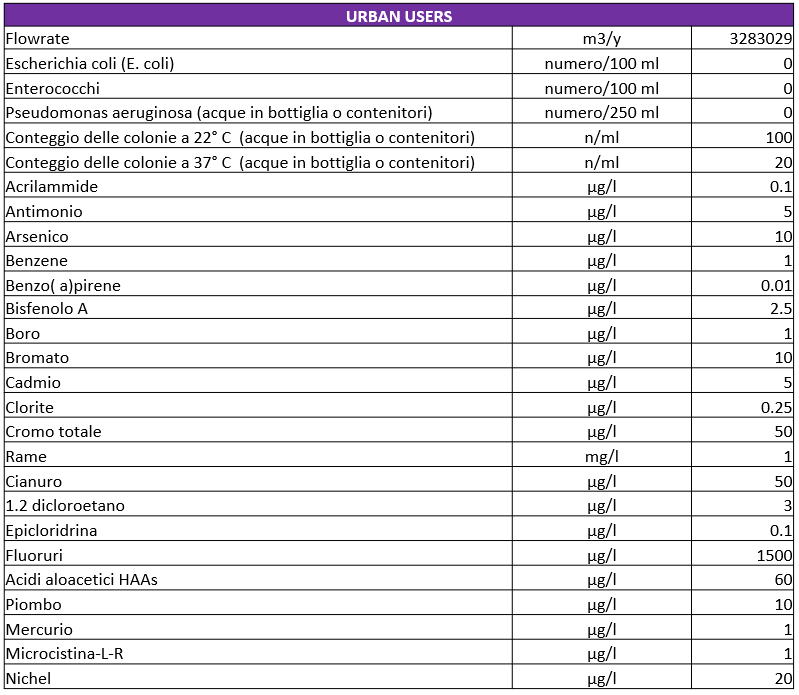 URBAN USERS
Flowrate m3/y 3283029
Escherichia coli (E. coli) numero/100 ml 0
Enterococchi numero/100 ml 0
Pseudomonas aeruginosa (acque in bottiglia o contenitori) numero/250 ml 0
Conteggio delle colonie a 22° C (acque in bottiglia o contenitori) n/ml 100
Conteggio delle colonie a 37° C (acque in bottiglia o contenitori) n/ml 20
Acrilammide µg/l 0.1
Antimonio µg/l 5
Arsenico µg/l 10
Benzene µg/l 1
Benzo( a)pirene µg/l 0.01
Bisfenolo A µg/l 2.5
Boro µg/l 1
Bromato µg/l 10
Cadmio µg/l 5
Clorite µg/l 0.25
Cromo totale µg/l 50
Rame mg/l 1
Cianuro µg/l 50
1.2 dicloroetano µg/l 3
Epicloridrina µg/l 0.1
Fluoruri µg/l 1500
Acidi aloacetici HAAs µg/l 60
Piombo µg/l 10
Mercurio µg/l 1
Microcistina-L-R µg/l 1
Nichel µg/l 20